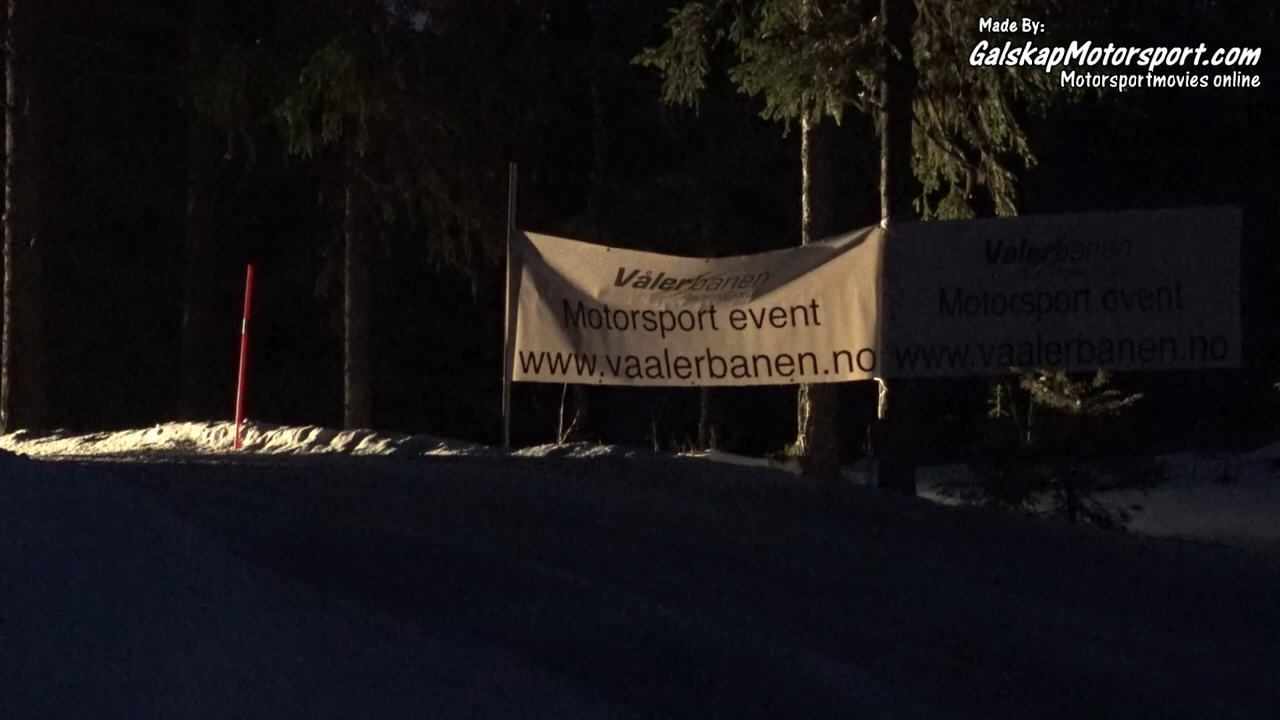 Made By:
GalskapMotorsport.com
Motorsportmovies online
Vålerbanen
Motorsport event
www.vaalerbanen.no
Vålerbanen
Motorsport event
www.vaalerbanen.no